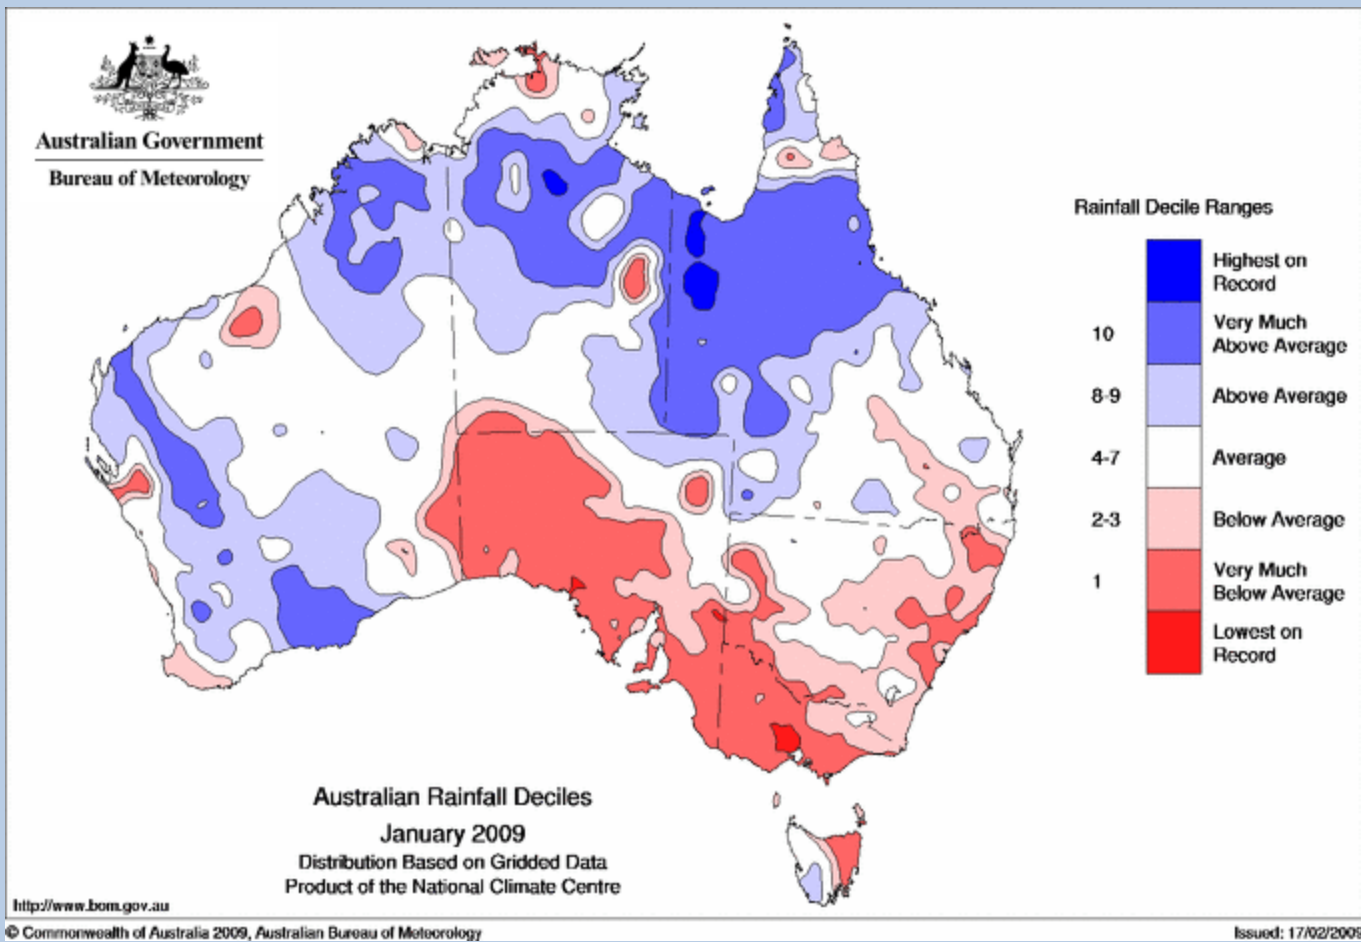 Australian Government
Bureau of Meteorology
Rainfall Decile Ranges
Highest on
Record
10
Very Much
Above Average
8-9
Above Average
4-7
Average
2-3
Below Average
1
Very Much
Below Average
Lowest on
Record
Australian Rainfall Deciles
January 2009
Distribution Based on Gridded Data
Product of the National Climate Centre
http://www.bom.gov.au
© Commonwealth of Australia 2009, Australian Bureau of Meteorology
Issued: 17/02/2009